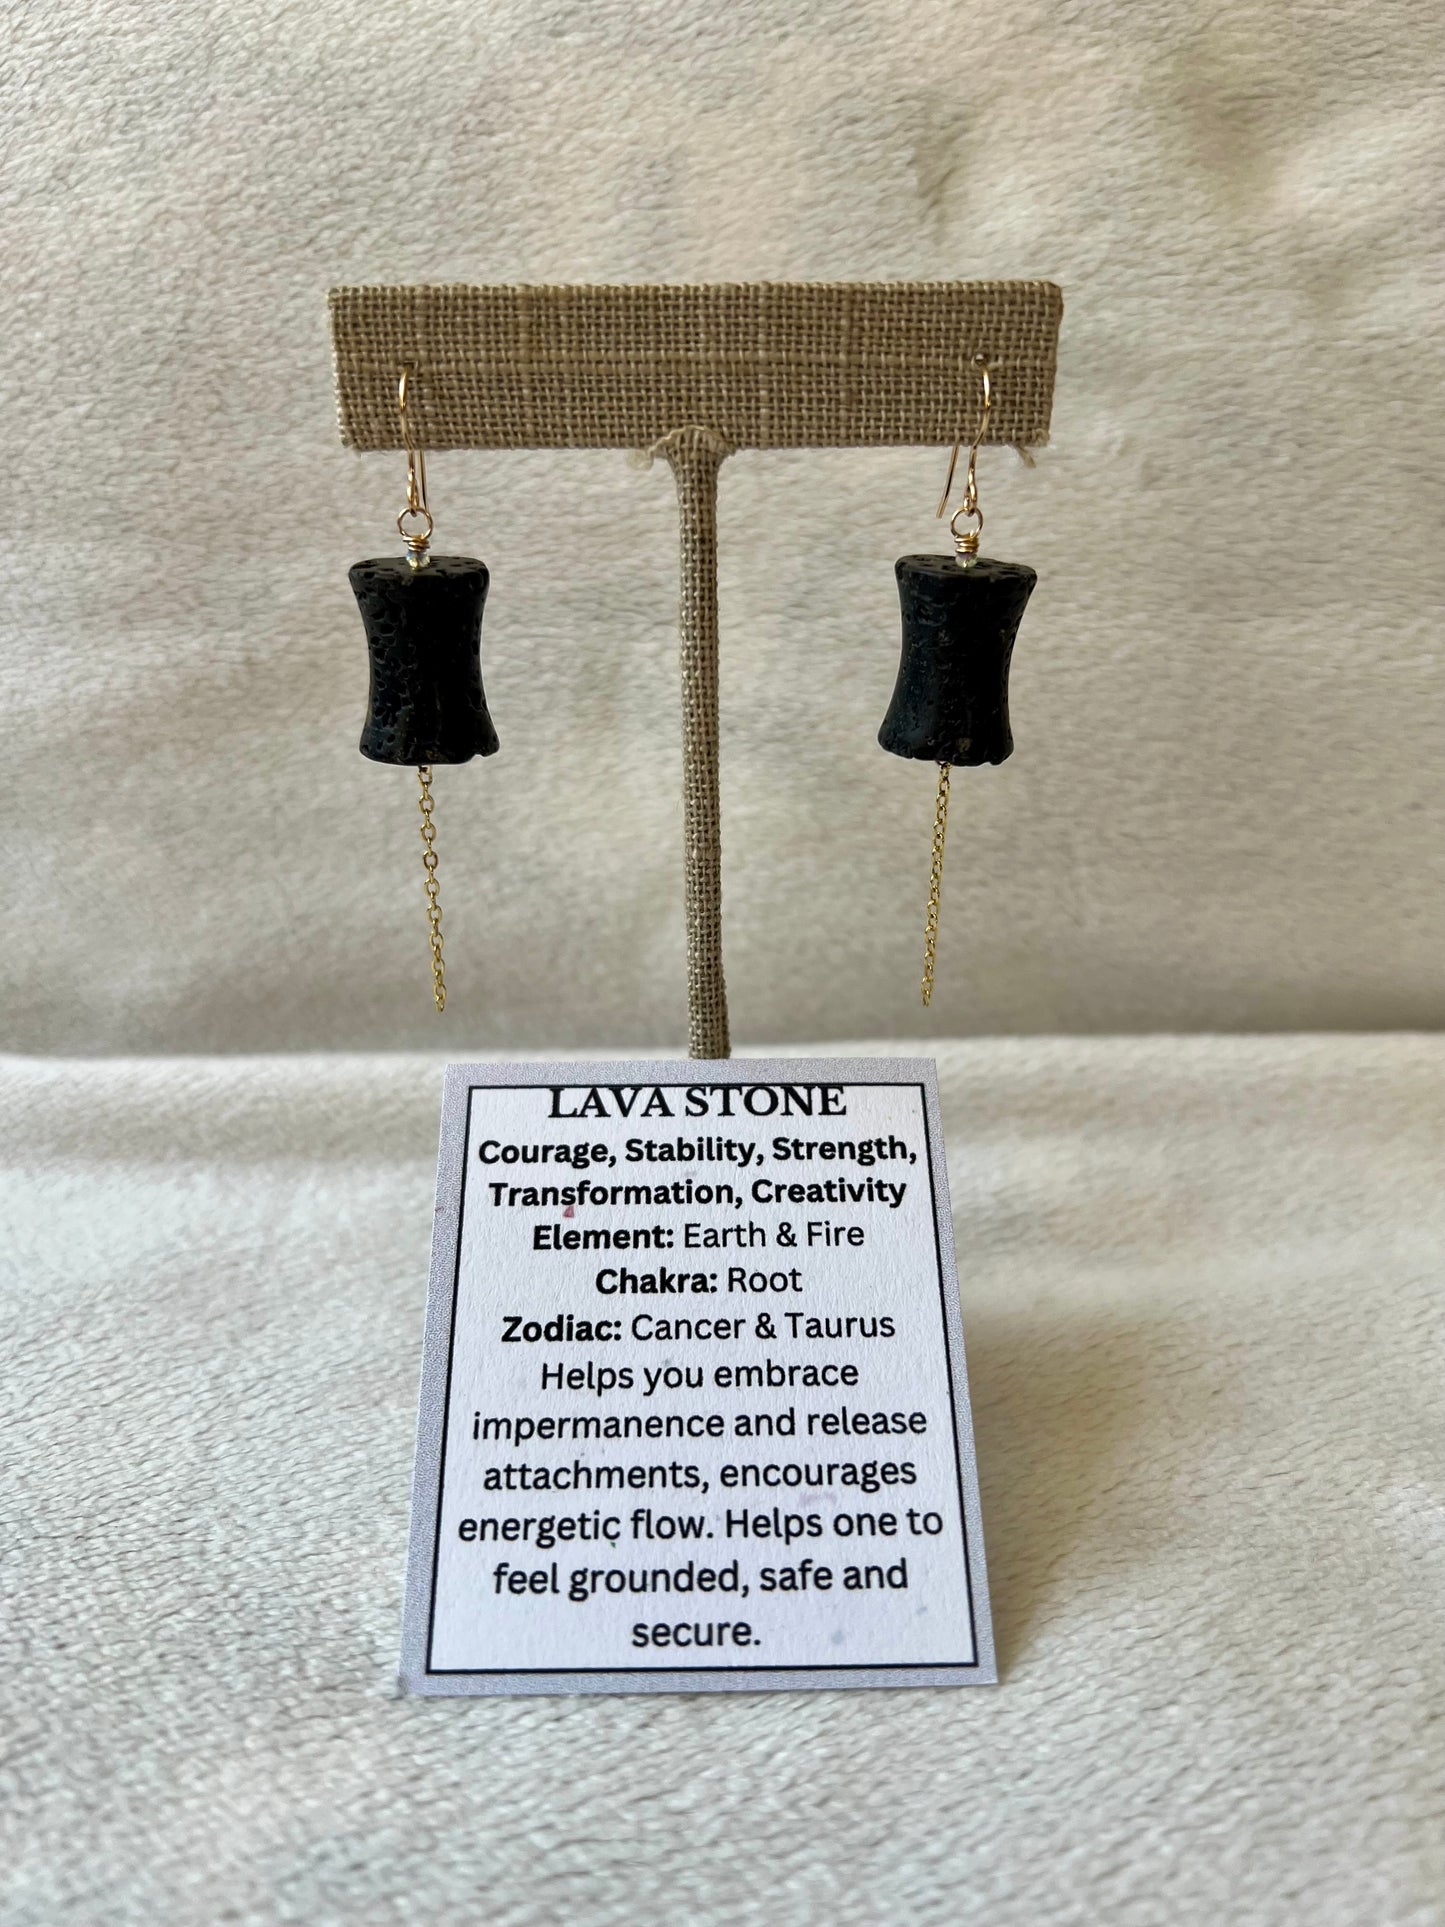 LAVA STONE
Courage, Stability, Strength,
Transformation, Creativity
Element: Earth & Fire
Chakra: Root
Zodiac: Cancer & Taurus
Helps you embrace
impermanence and release
attachments, encourages
energetic flow. Helps one to
feel grounded, safe and
secure.